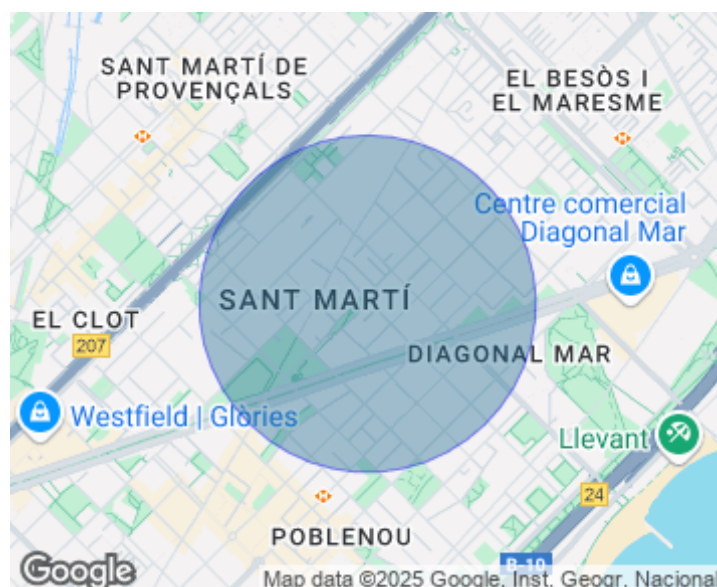 SANT MARTÍ DE
PROVENÇALS
EL BESÒS I
EL MARESME
Centre comercial
Diagonal Mar
SANT MARTÍ
EL CLOT
207
DIAGONAL MAR
Westfield | Glòries
Llevant
24
POBLENOU
B-10
Google
Map data ©2025 Google, Inst. Geogr. Nacional